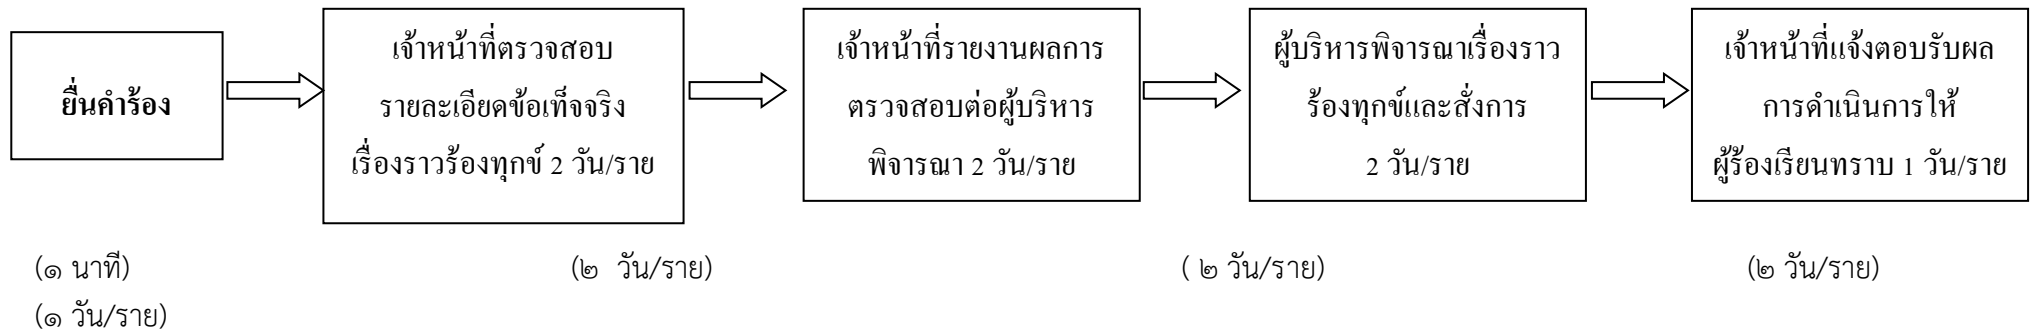 ยื่นคำร้อง
เจ้าหน้าที่ตรวจสอบ
รายละเอียดข้อเท็จจริง
เรื่องราวร้องทุกข์ 2 วัน/ราย
เจ้าหน้าที่รายงานผลการ
ตรวจสอบต่อผู้บริหาร
พิจารณา 2 วัน/ราย
ผู้บริหารพิจารณาเรื่องราว
ร้องทุกข์และสั่งการ
2 วัน/ราย
เจ้าหน้าที่แจ้งตอบรับผล
การดำเนินการให้
ผู้ร้องเรียนทราบ 1 วัน/ราย
(๑ นาที) (๒ วัน/ราย) ( ๒ วัน/ราย) (๒ วัน/ราย)
(๑ วัน/ราย)